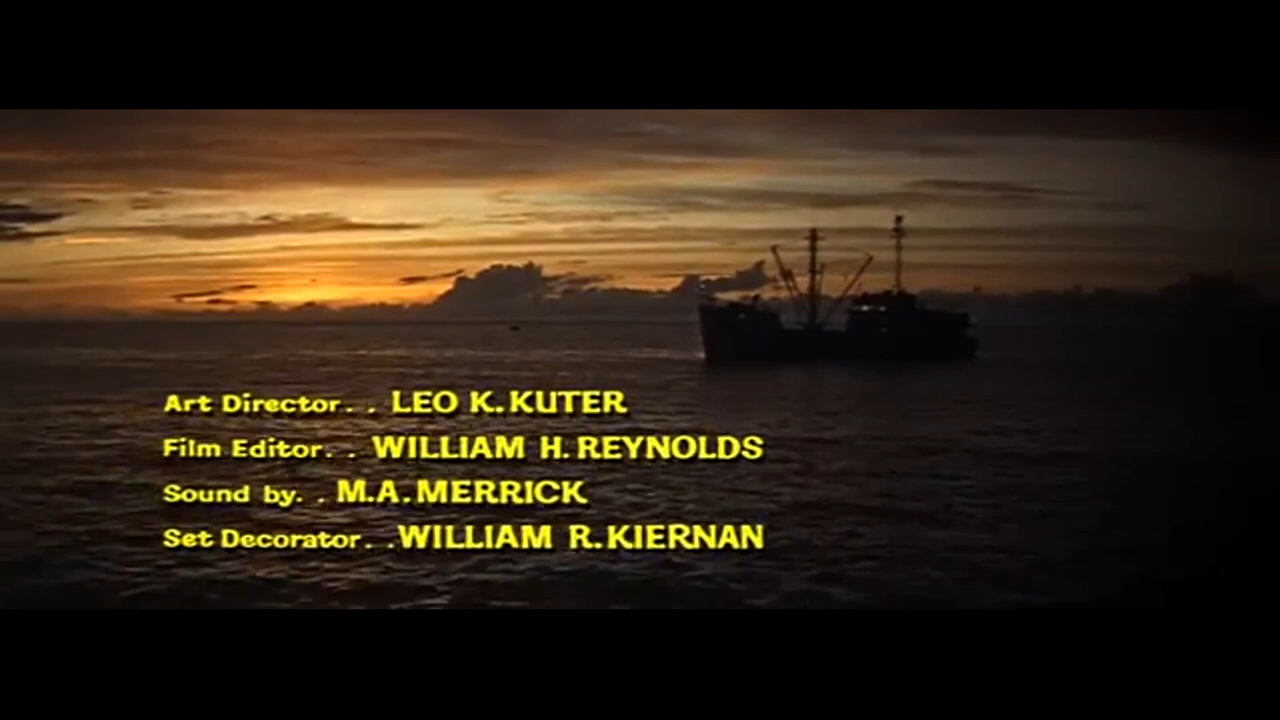 Art Director. . LEO K. KUTER
Film Editor. . WILLIAM H. REYNOLDS
Sound by. . M.A. MERRICK
Set Decorator. . WILLIAM R. KIERNAN